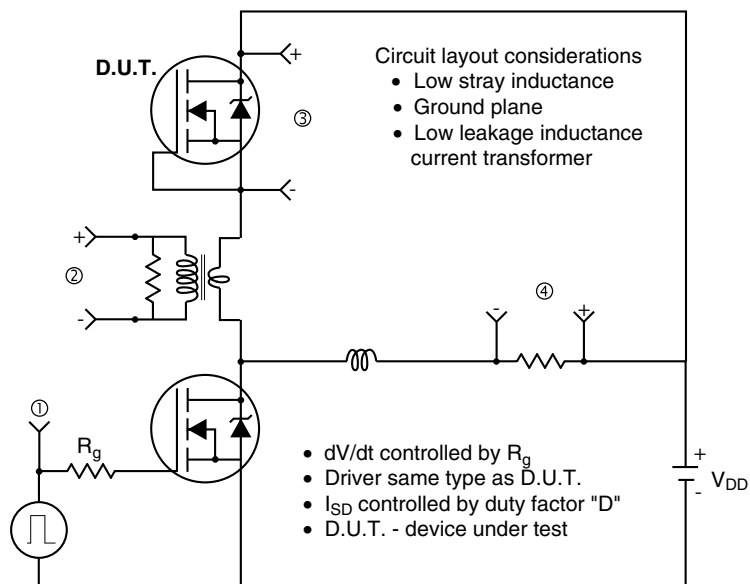 D.U.T.
+
Circuit layout considerations
• Low stray inductance
• Ground plane
• Low leakage inductance
current transformer
③
-
+
②
-
④
-
+
①
Rg
• dV/dt controlled by Rg
• Driver same type as D.U.T.
• ISD controlled by duty factor "D"
• D.U.T. - device under test
+
-
VDD